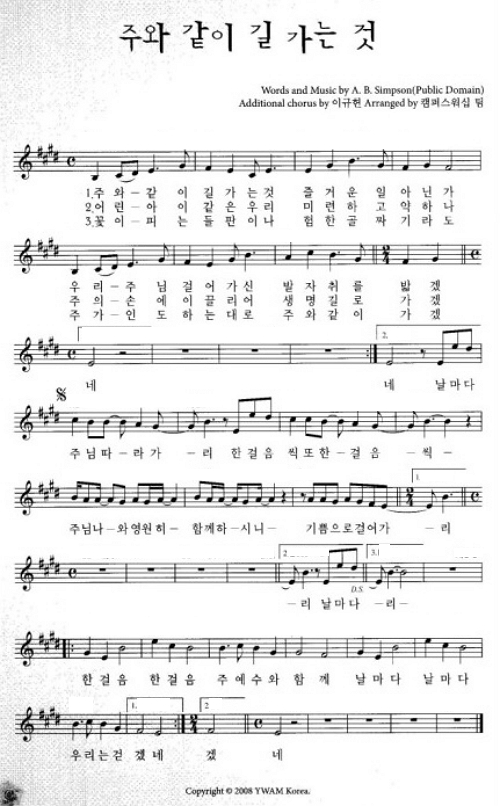 주와 같이 길 가는 것
Words and Music by A. B. Simpson(Public Domain)
Additional chorus by 이규헌 Arranged by 캠퍼스워십 팀
1.주 와 - 같 이 길 가 는 것 즐 거 운 일 아 닌 가
2.어 린 - 아 이 같 은 우 리 미 련 하 고 약 하 나
3.꽃 이 - 피 는 들 판 이 나 험 한 골 짜 기 라 도
우 리 - 주 님 걸 어 가 신 발 자 취 를 밟 겠
주 의 - 손 에 이 끌 리 어 생 명 길 로 가 겠
주 가 - 인 도 하 는 대 로 주 와 같 이 가 겠
1.
2.
네 네 날 마 다
주 님 따 - 라 가 - 리 한 걸음 씩 또 한 - 걸 음 - 씩 -
1.
주님나 - 와영원히 - 함께하 - 시니 - 기쁨으로걸어가 - 리
2
3.
D.S.
- 리 날 마 다 - 리 -
한 걸 음 한 걸 음 주 예 수 와 함 께 날 마 다 날 마 다
1.
2
우 리 는 걷 겠 네 겠 네
Copyright © 2008 YWAM Korea.